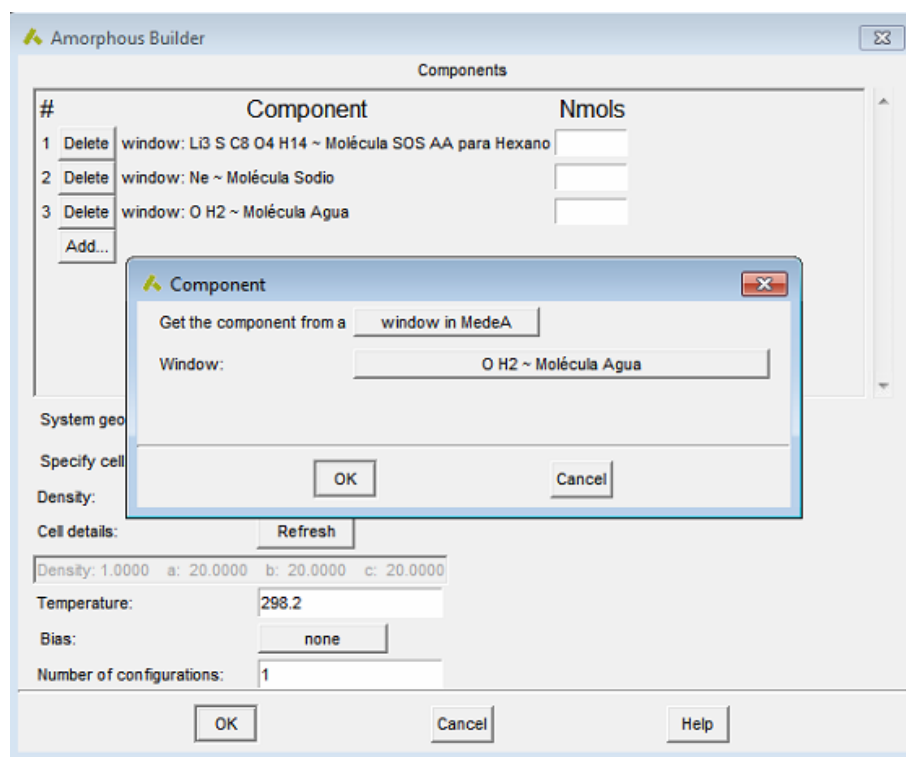 Amorphous Builder
Components
# Component Nmols
1 Delete window: Li3 S C8 O4 H14 ~ Molécula SOS AA para Hexano
2 Delete window: Ne ~ Molécula Sodio
3 Delete window: O H2 ~ Molécula Agua
Add...
Component
Get the component from a window in MedeA
Window: O H2 ~ Molécula Agua
OK Cancel
System geo
Specify cell
Density:
Cell details: Refresh
Density: 1.0000 a: 20.0000 b: 20.0000 c: 20.0000
Temperature: 298.2
Bias: none
Number of configurations: 1
OK Cancel Help